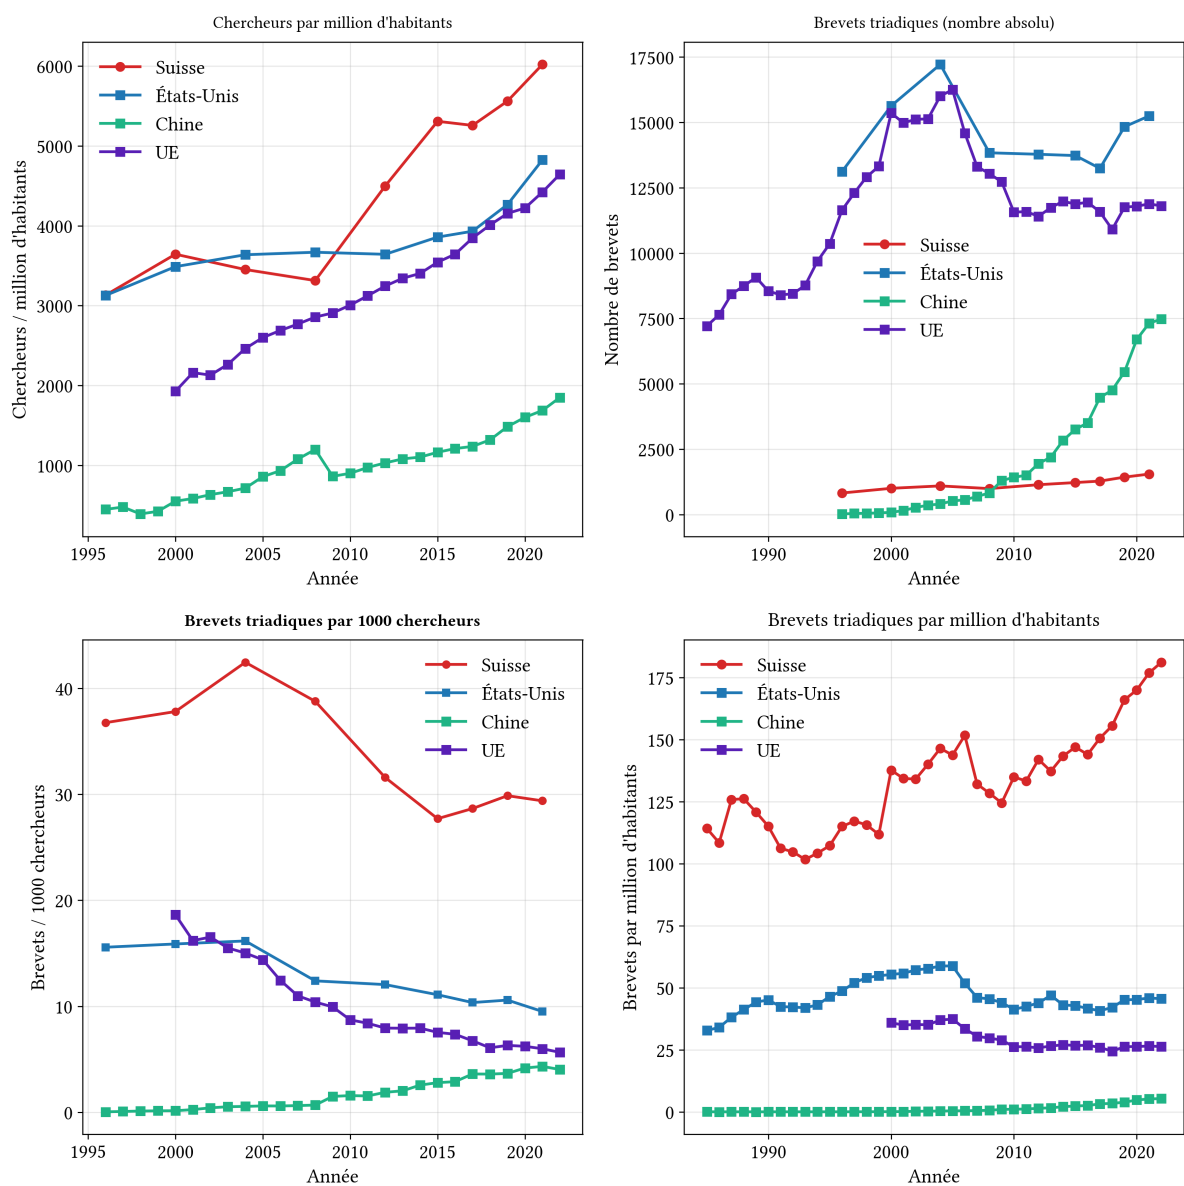 Chercheurs par million d'habitants
Chercheurs / million d'habitants
6000
5000
4000
3000
2000
1000
Suisse
États-Unis
Chine
UE
1995
2000
2005
2010
2015
2020
Année
Brevets triadiques (nombre absolu)
Nombre de brevets
17500
15000
12500
10000
7500
5000
2500
0
Suisse
États-Unis
Chine
UE
1990
2000
2010
2020
Année
Brevets triadiques par 1000 chercheurs
Brevets / 1000 chercheurs
40
30
20
10
0
Suisse
États-Unis
Chine
UE
1995
2000
2005
2010
2015
2020
Année
Brevets triadiques par million d'habitants
Brevets par million d'habitants
175
150
125
100
75
50
25
0
Suisse
États-Unis
Chine
UE
1990
2000
2010
2020
Année